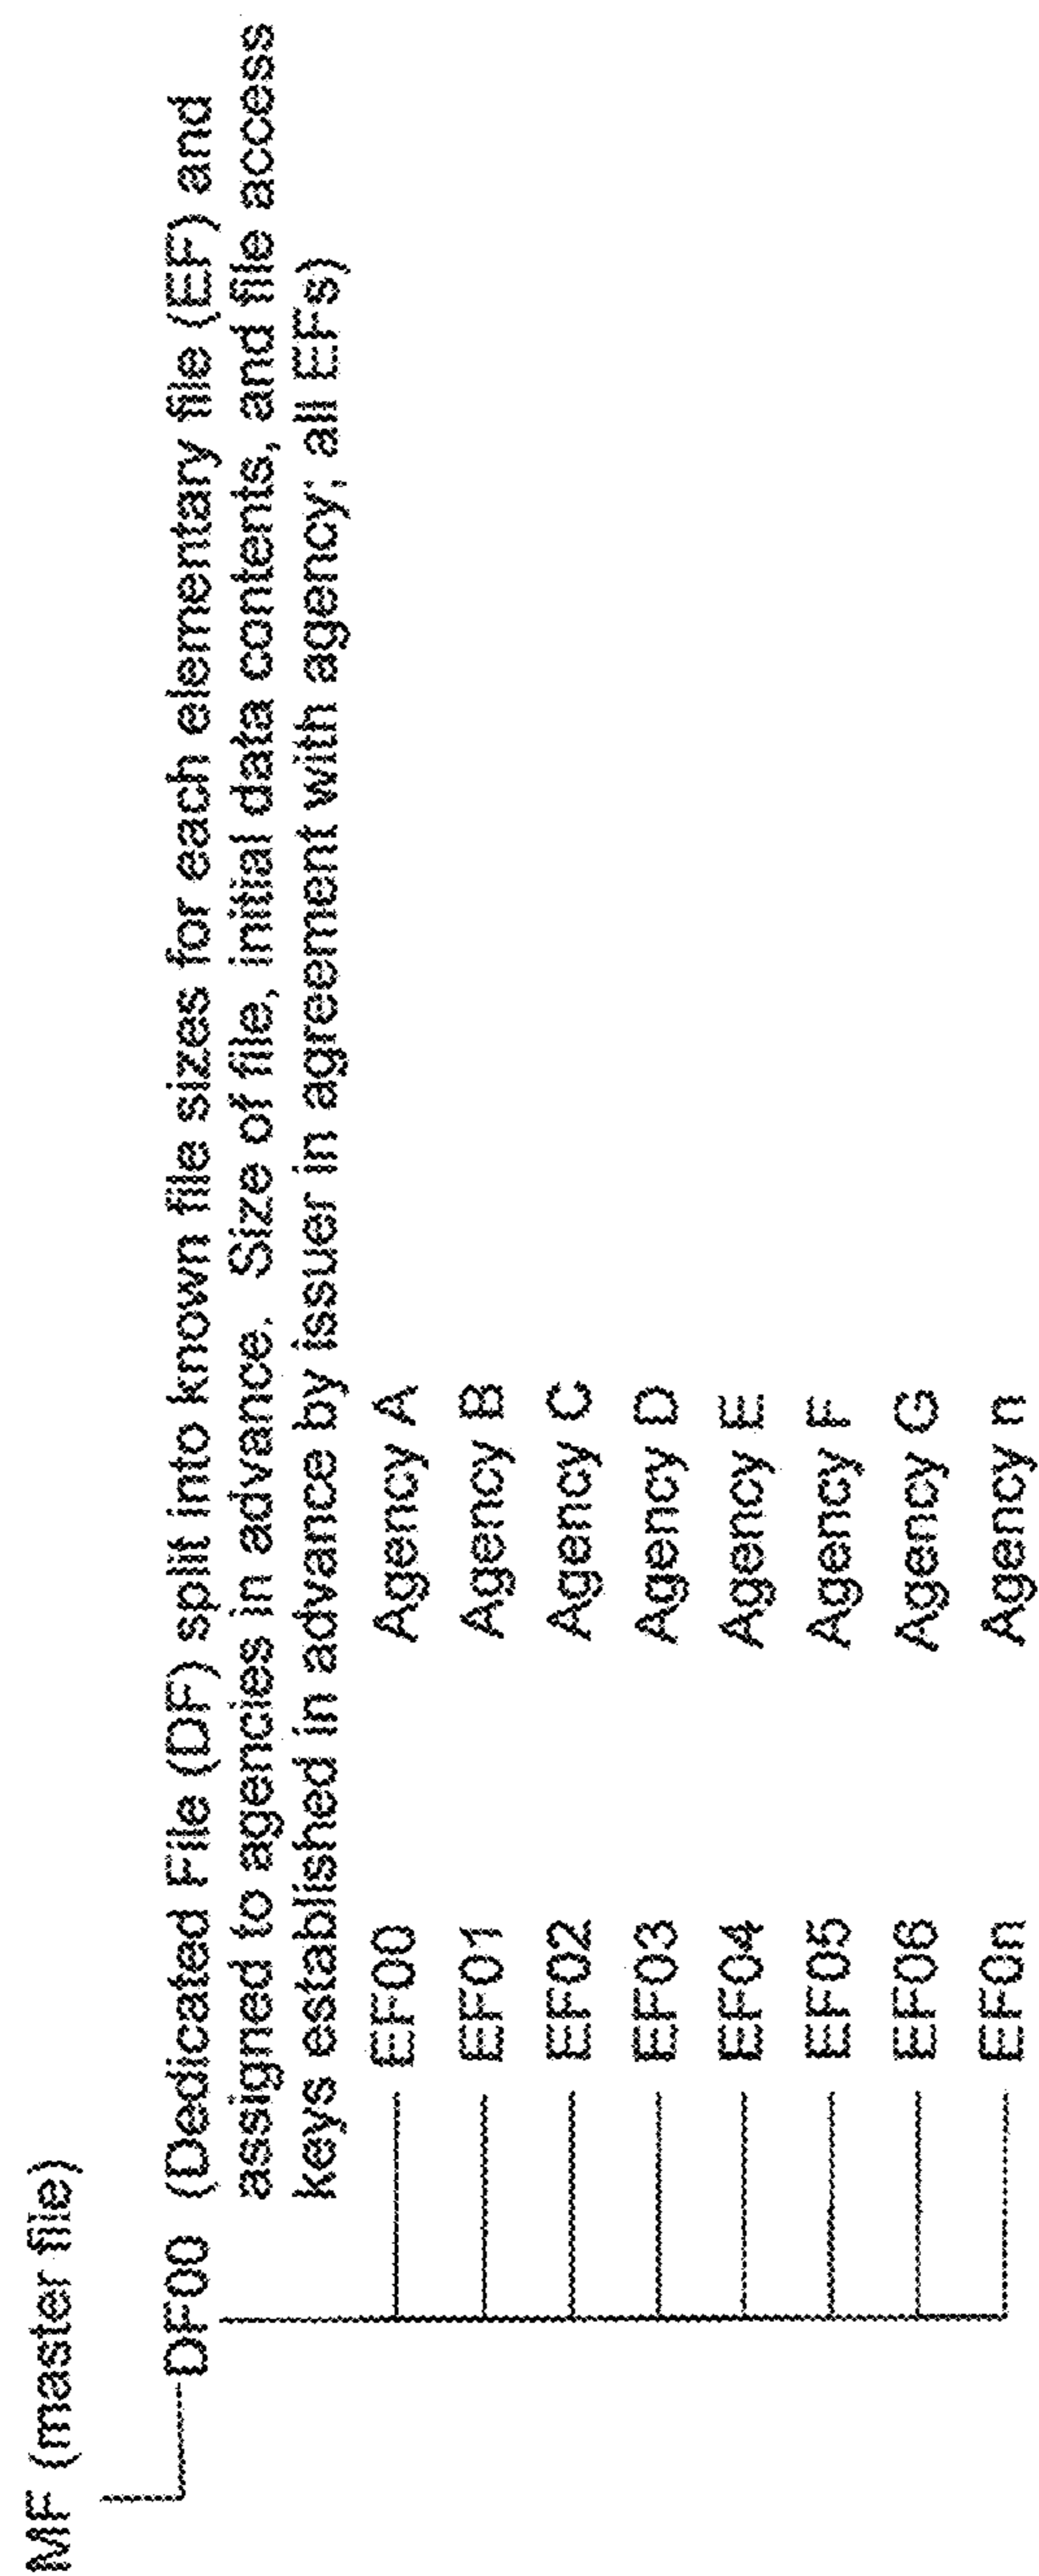 MF (master file)
DF00 (Dedicated File (DF) split into known file sizes for each elementary file (EF) and
assigned to agencies in advance. Size of file, initial data contents, and file access
keys established in advance by issuer in agreement with agency; all EFs)
EF00 Agency A
EF01 Agency B
EF02 Agency C
EF03 Agency D
EF04 Agency E
EF05 Agency F
EF06 Agency G
EF0n Agency n